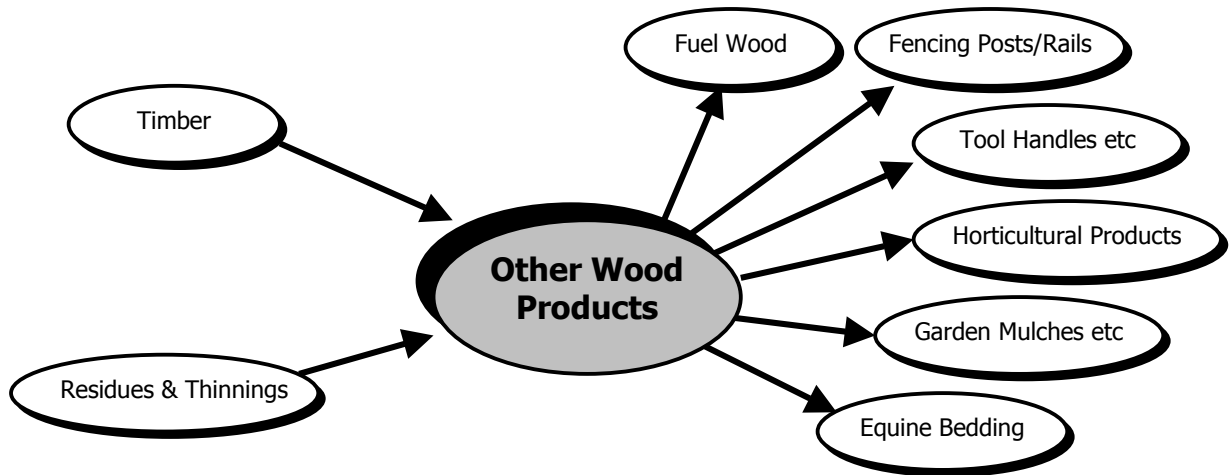 Fuel Wood
Fencing Posts/Rails
Timber
Tool Handles etc
Horticultural Products
Other Wood
Products
Garden Mulches etc
Residues & Thinnings
Equine Bedding